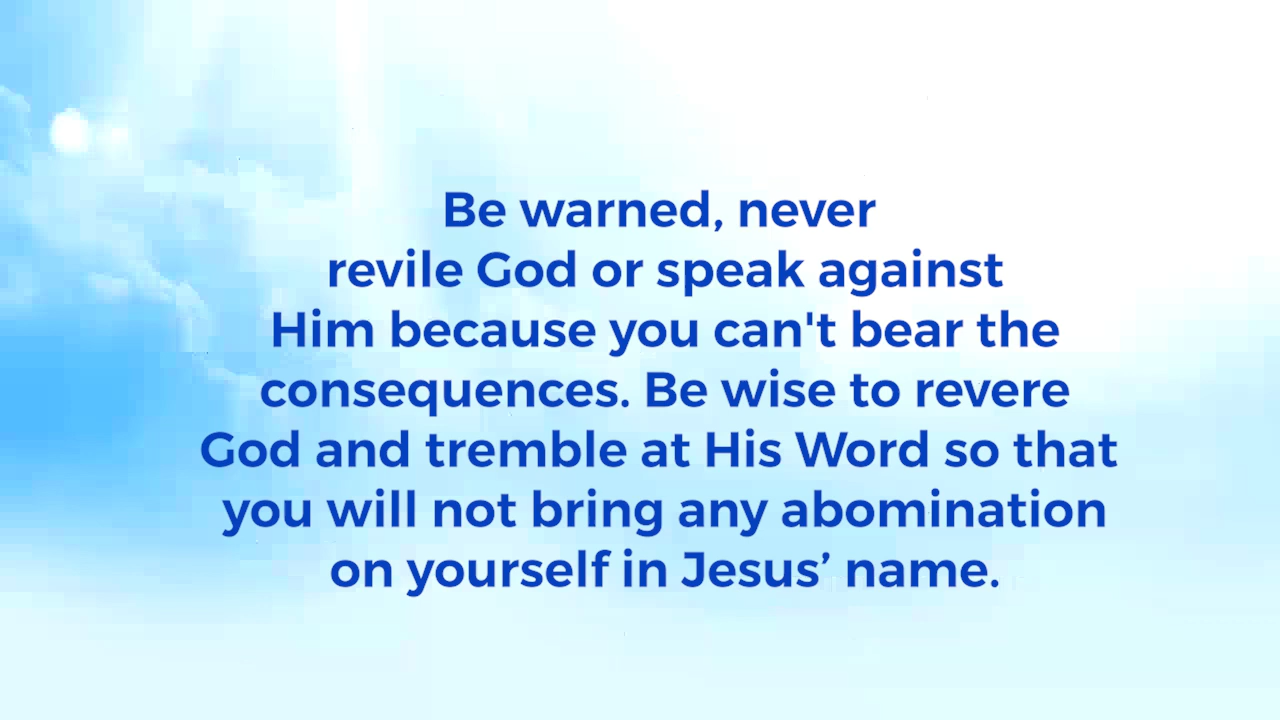 Be warned, never
revile God or speak against
Him because you can't bear the
consequences. Be wise to revere
God and tremble at His Word so that
you will not bring any abomination
on yourself in Jesus’ name.